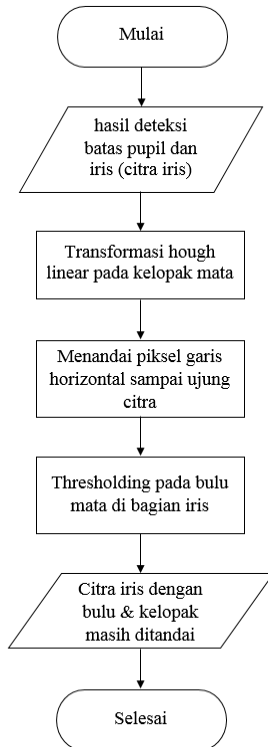 Mulai
hasil deteksi
batas pupil dan
iris (citra iris)
Transformasi hough
linear pada kelopak mata
Menandai piksel garis
horizontal sampai ujung
citra
Thresholding pada bulu
mata di bagian iris
Citra iris dengan
bulu & kelopak
masih ditandai
Selesai